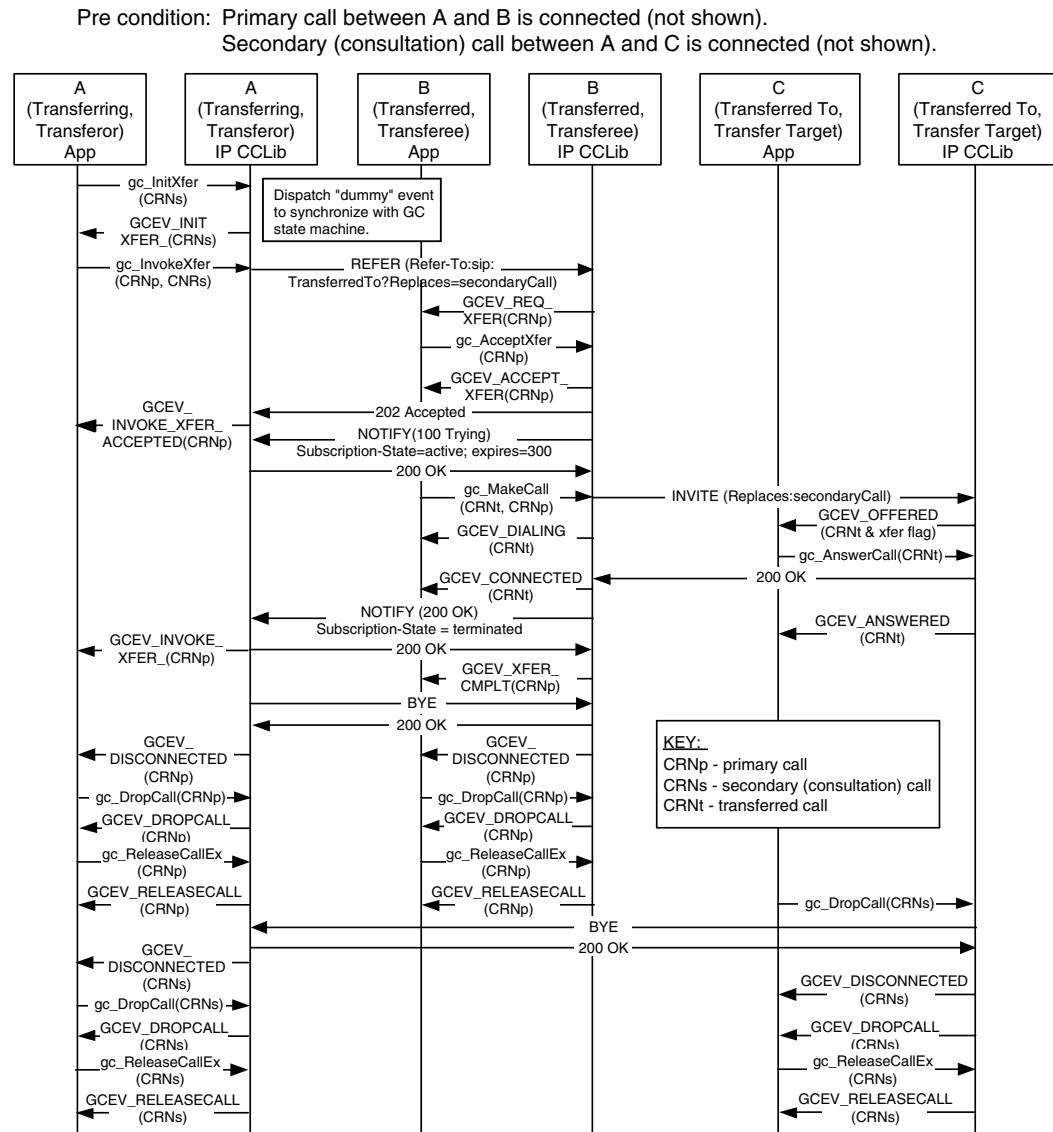 Pre condition: Primary call between A and B is connected (not shown).
Secondary (consultation) call between A and C is connected (not shown).
A
(Transferring,
Transferor)
App
A
(Transferring,
Transferor)
IP CCLib
B
(Transferred,
Transferee)
App
B
(Transferred,
Transferee)
IP CCLib
C
(Transferred To,
Transfer Target)
App
C
(Transferred To,
Transfer Target)
IP CCLib
gc_InitXfer
(CRNs)
Dispatch "dummy" event
to synchronize with GC
state machine.
GCEV_INIT
XFER_(CRNs)
gc_InvokeXfer
(CRNp, CNRs)
REFER (Refer-To:sip:
TransferredTo?Replaces=secondaryCall)
GCEV_REQ_
XFER(CRNp)
gc_AcceptXfer
(CRNp)
GCEV_ACCEPT_
XFER(CRNp)
202 Accepted
GCEV_
INVOKE_XFER_
ACCEPTED(CRNp)
NOTIFY(100 Trying)
Subscription-State=active; expires=300
200 OK
gc_MakeCall
(CRNt, CRNp)
INVITE (Replaces:secondaryCall)
GCEV_OFFERED
(CRNt & xfer flag)
GCEV_DIALING
(CRNt)
gc_AnswerCall(CRNt)
200 OK
GCEV_CONNECTED
(CRNt)
NOTIFY (200 OK)
Subscription-State = terminated
GCEV_ANSWERED
(CRNt)
GCEV_INVOKE_
XFER_(CRNp)
200 OK
GCEV_XFER_
CMPLT(CRNp)
BYE
200 OK
GCEV_
DISCONNECTED
(CRNp)
GCEV_
DISCONNECTED
(CRNp)
KEY:
CRNp - primary call
CRNs - secondary (consultation) call
CRNt - transferred call
gc_DropCall(CRNp)
gc_DropCall(CRNp)
GCEV_DROPCALL
(CRNp)
GCEV_DROPCALL
(CRNp)
gc_ReleaseCallEx
(CRNp)
gc_ReleaseCallEx
(CRNp)
GCEV_RELEASECALL
(CRNp)
GCEV_RELEASECALL
(CRNp)
gc_DropCall(CRNs)
BYE
200 OK
GCEV_
DISCONNECTED
(CRNs)
GCEV_DISCONNECTED
(CRNs)
gc_DropCall(CRNs)
GCEV_DROPCALL
(CRNs)
GCEV_DROPCALL
(CRNs)
gc_ReleaseCallEx
(CRNs)
gc_ReleaseCallEx
(CRNs)
GCEV_RELEASECALL
(CRNs)
GCEV_RELEASECALL
(CRNs)